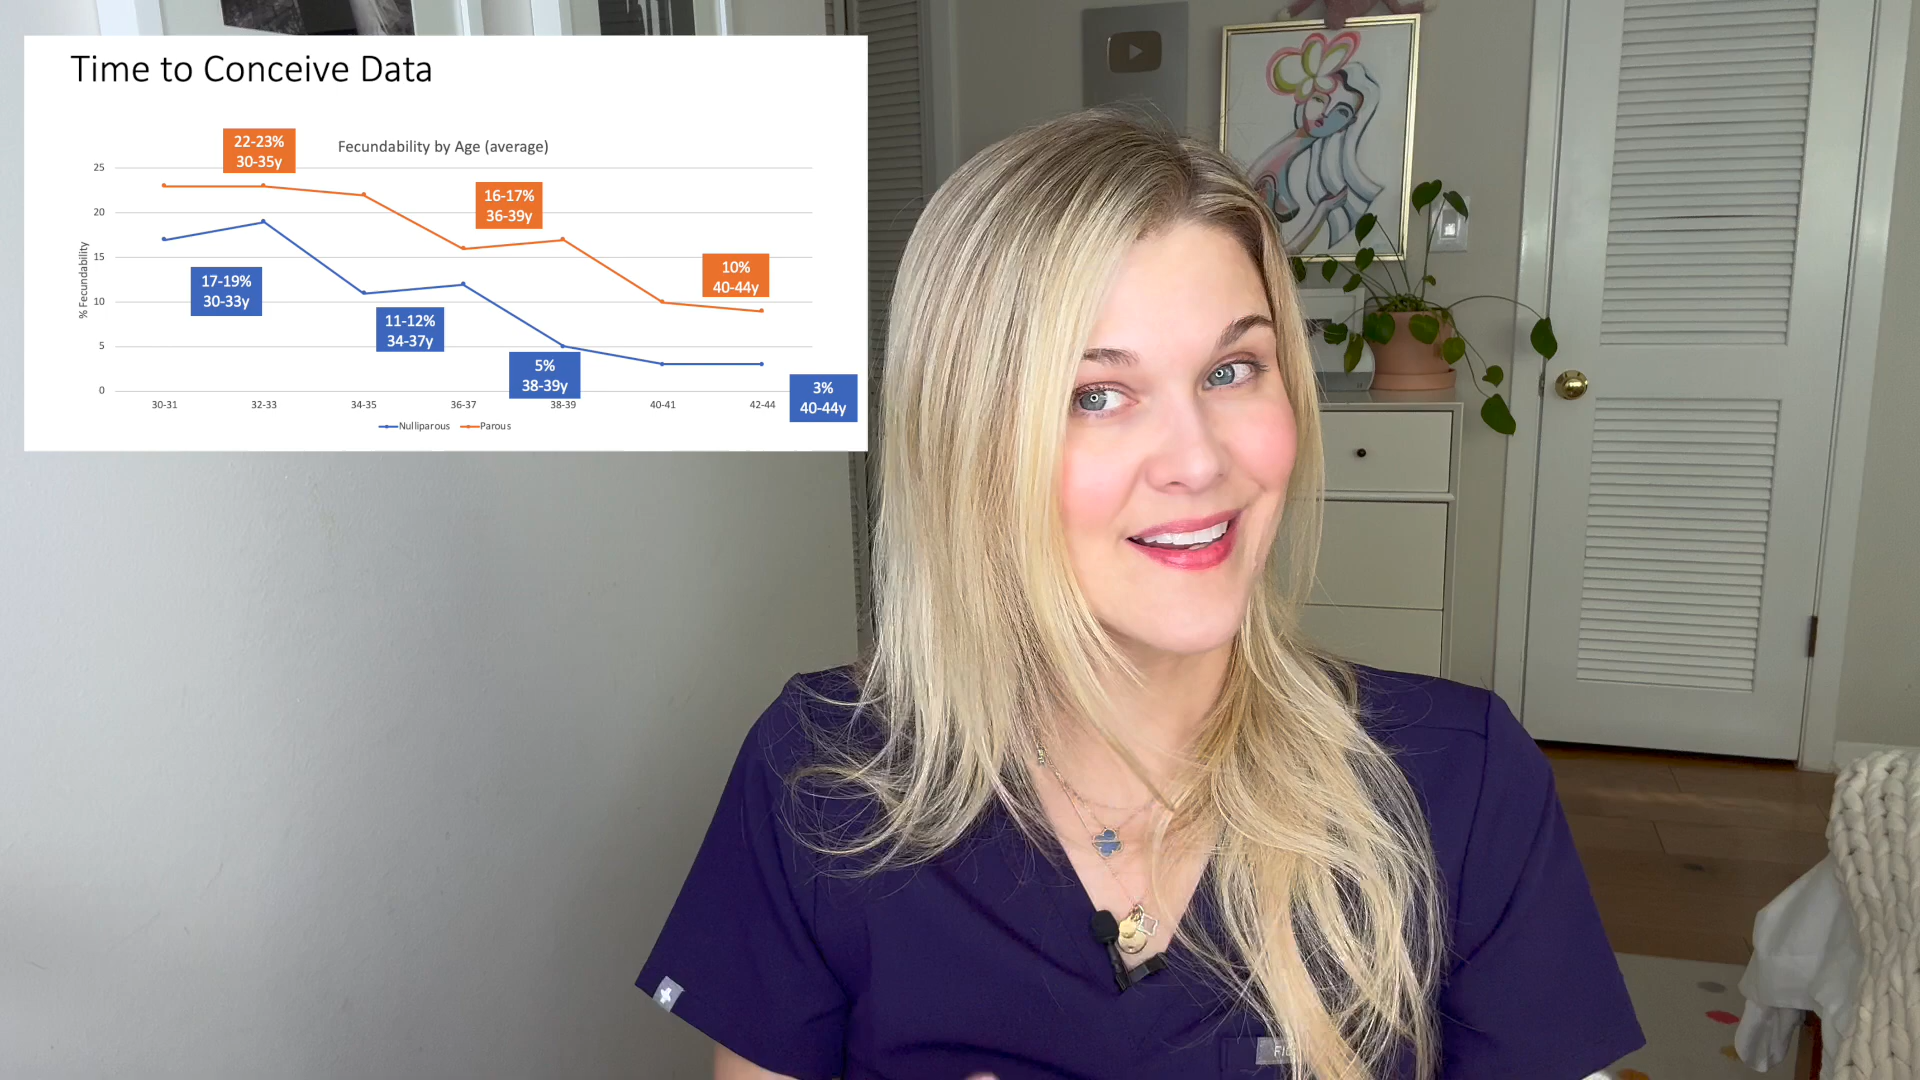 Time to Conceive Data
Fecundability by Age (average)
22-23%
30-35y
16-17%
36-39y
10%
40-44y
17-19%
30-33y
11-12%
34-37y
5%
38-39y
3%
40-44y
% Fecundability
25
20
15
10
5
0
30-31
32-33
34-35
36-37
38-39
40-41
42-44
Nulliparous
Parous